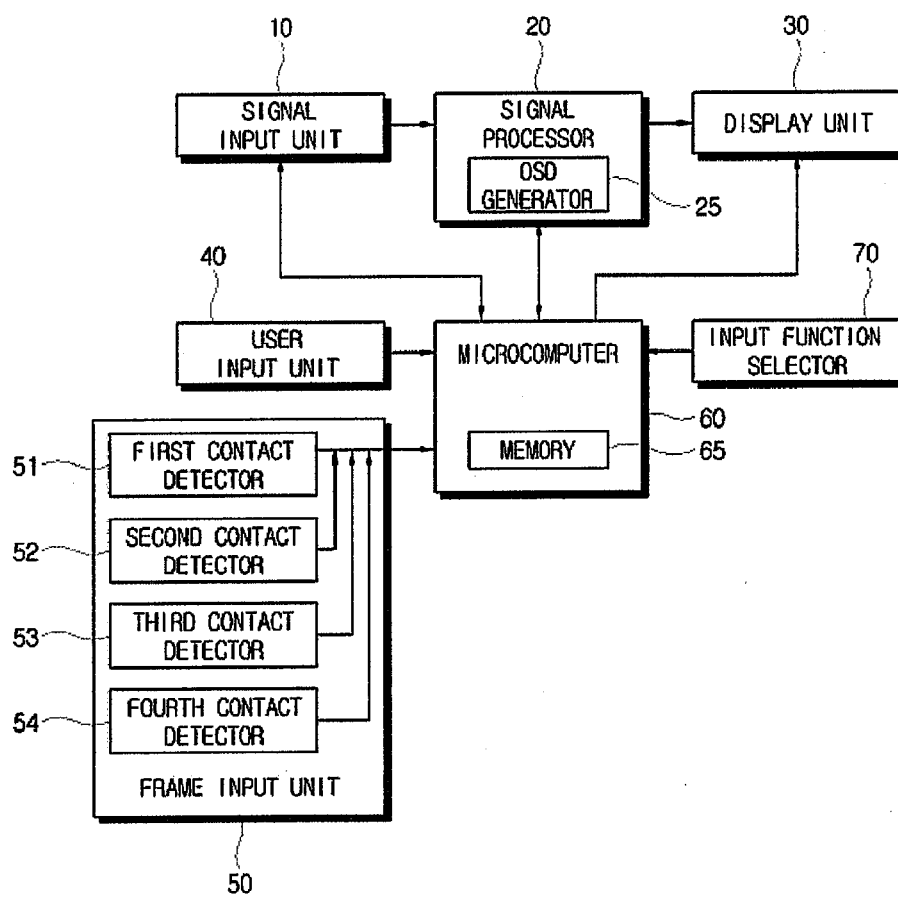 10
20
30
SIGNAL
INPUT UNIT
SIGNAL
PROCESSOR
OSD
GENERATOR
25
DISPLAY UNIT
40
70
USER
INPUT UNIT
MICROCOMPUTER
MEMORY
60
65
INPUT FUNCTION
SELECTOR
51
FIRST CONTACT
DETECTOR
52
SECOND CONTACT
DETECTOR
53
THIRD CONTACT
DETECTOR
54
FOURTH CONTACT
DETECTOR
FRAME INPUT UNIT
50